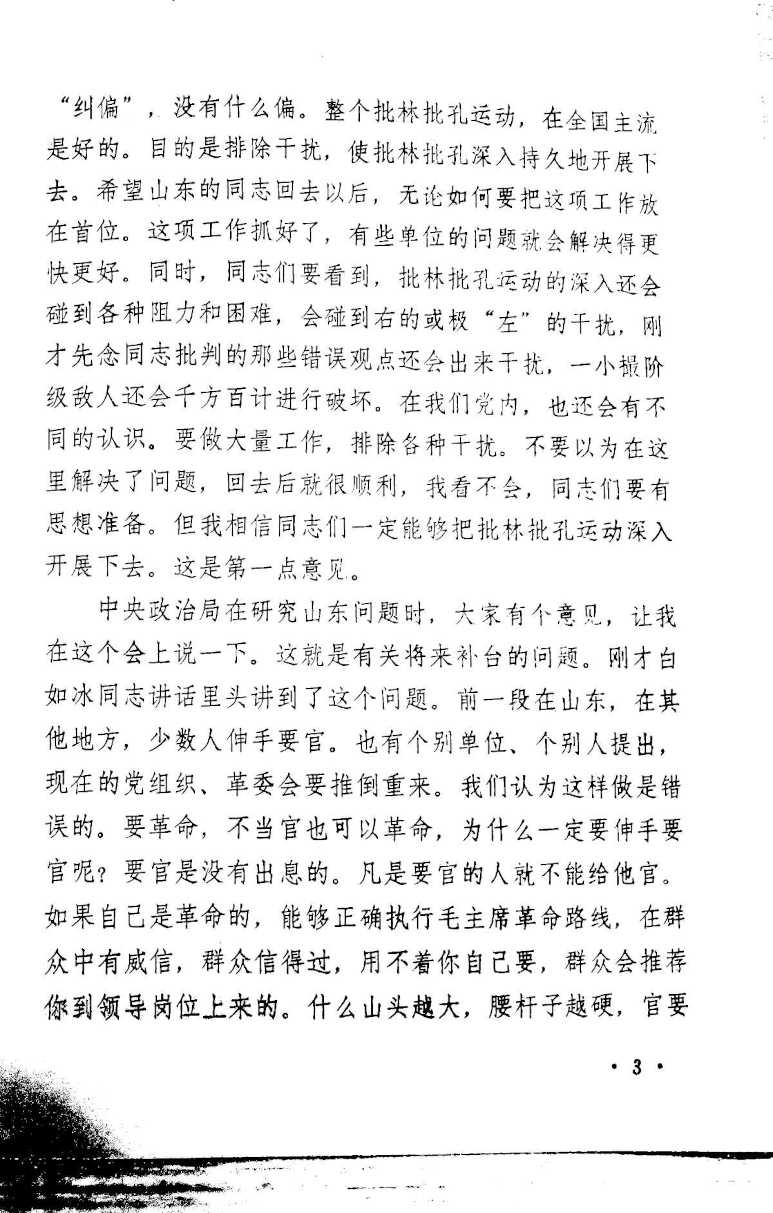 “纠偏”，没有什么偏。整个批林批孔运动，在全国主流
是好的。目的是排除干扰，使批林批孔深入持久地开展下
去。希望山东的同志回去以后，无论如何要把这项工作放
在首位。这项工作抓好了，有些单位的问题就会解决得更
快更好。同时，同志们要看到，批林批孔运动的深入还会
碰到各种阻力和困难，会碰到右的或极“左”的干扰，刚
才先念同志批判的那些错误观点还会出来干扰，一小撮阶
级敌人还会千方百计进行破坏。在我们党内，也还会有不
同的认识。要做大量工作，排除各种干扰。不要以为在这
里解决了问题，回去后就很顺利，我看不会，同志们要有
思想准备。但我相信同志们一定能够把批林批孔运动深入
开展下去。这是第一点意见。
中央政治局在研究山东问题时，大家有个意见，让我
在这个会上说一下。这就是有关将来补台的问题。刚才白
如冰同志讲话里头讲到了这个问题。前一段在山东，在其
他地方，少数人伸手要官。也有个别单位、个别人提出，
现在的党组织、革委会要推倒重来。我们认为这样做是错
误的。要革命，不当官也可以革命，为什么一定要伸手要
官呢？要官是没有出息的。凡是要官的人就不能给他官。
如果自己是革命的，能够正确执行毛主席革命路线，在群
众中有威信，群众信得过，用不着你自己要，群众会推荐
你到领导岗位上来的。什么山头越大，腰杆子越硬，官要
·3·